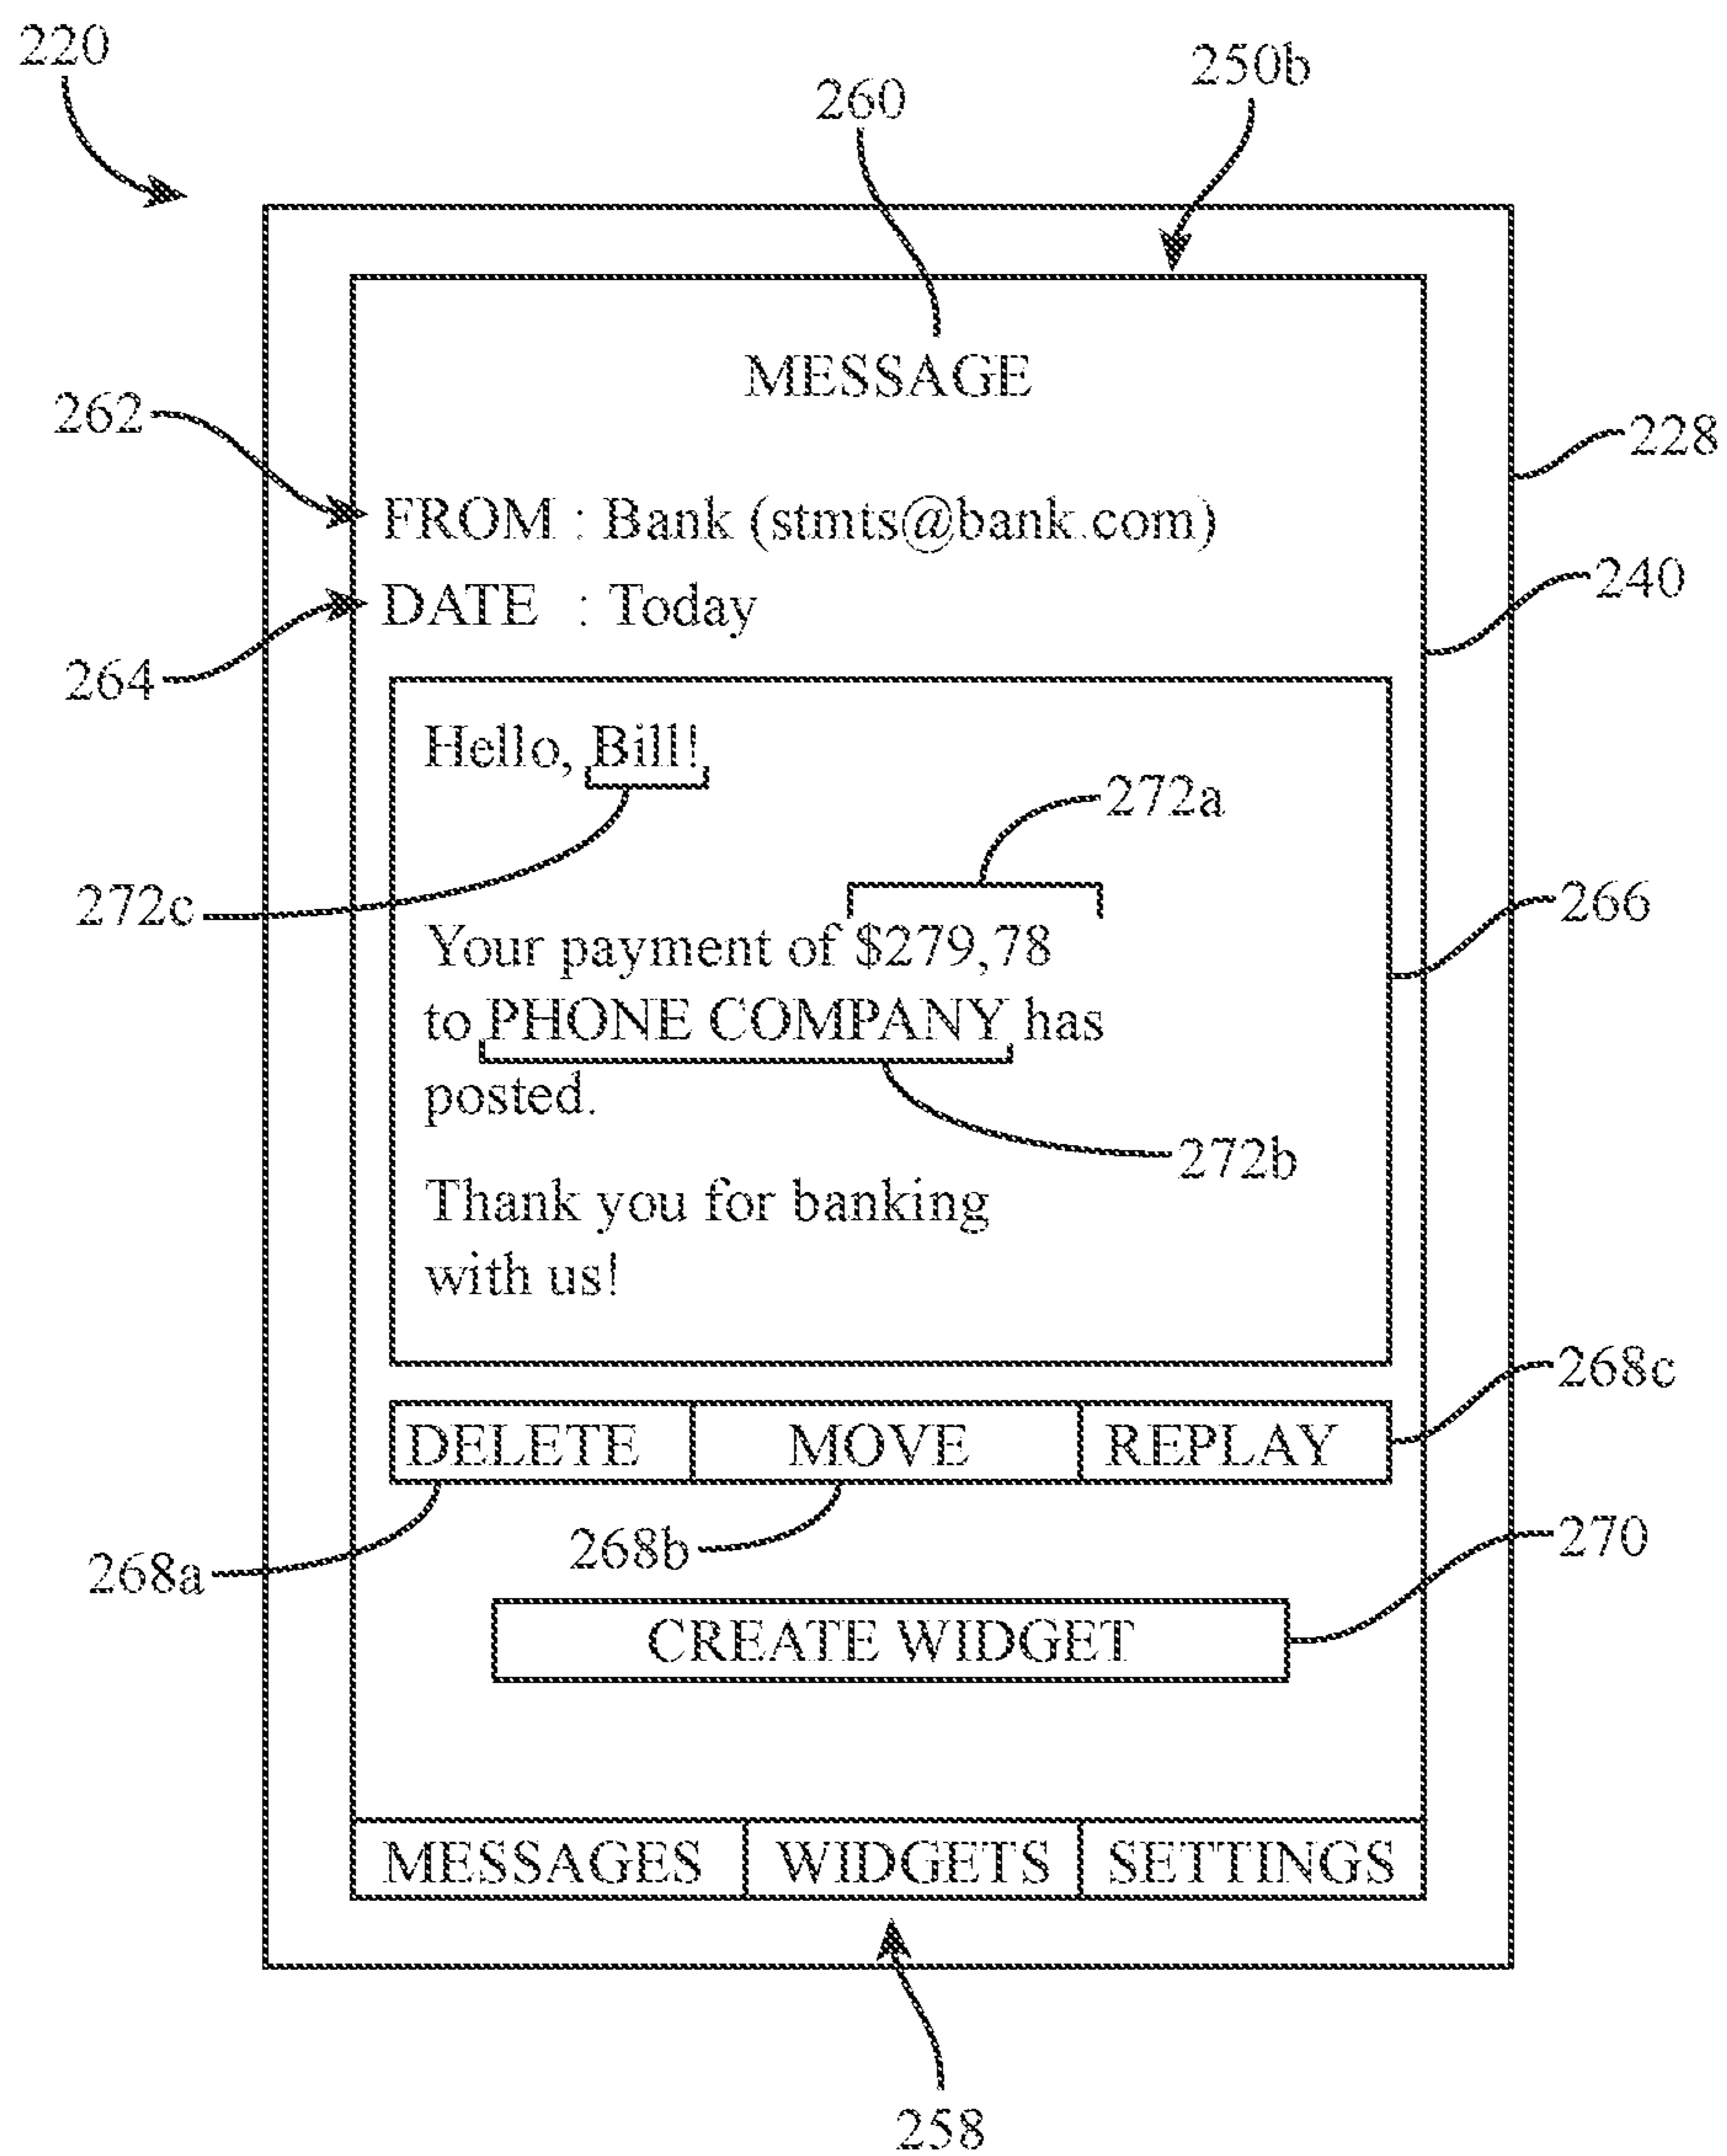 220
250b
260
MESSAGE
262
228
FROM : Bank (stmts@bank.com)
240
DATE : Today
264
Hello, Bill!
272a
272c
266
Your payment of $279,78
to PHONE COMPANY has
posted.
272b
Thank you for banking
with us!
268c
DELETE MOVE REPLAY
268a
268b
270
CREATE WIDGET
MESSAGES WIDGETS SETTINGS
258